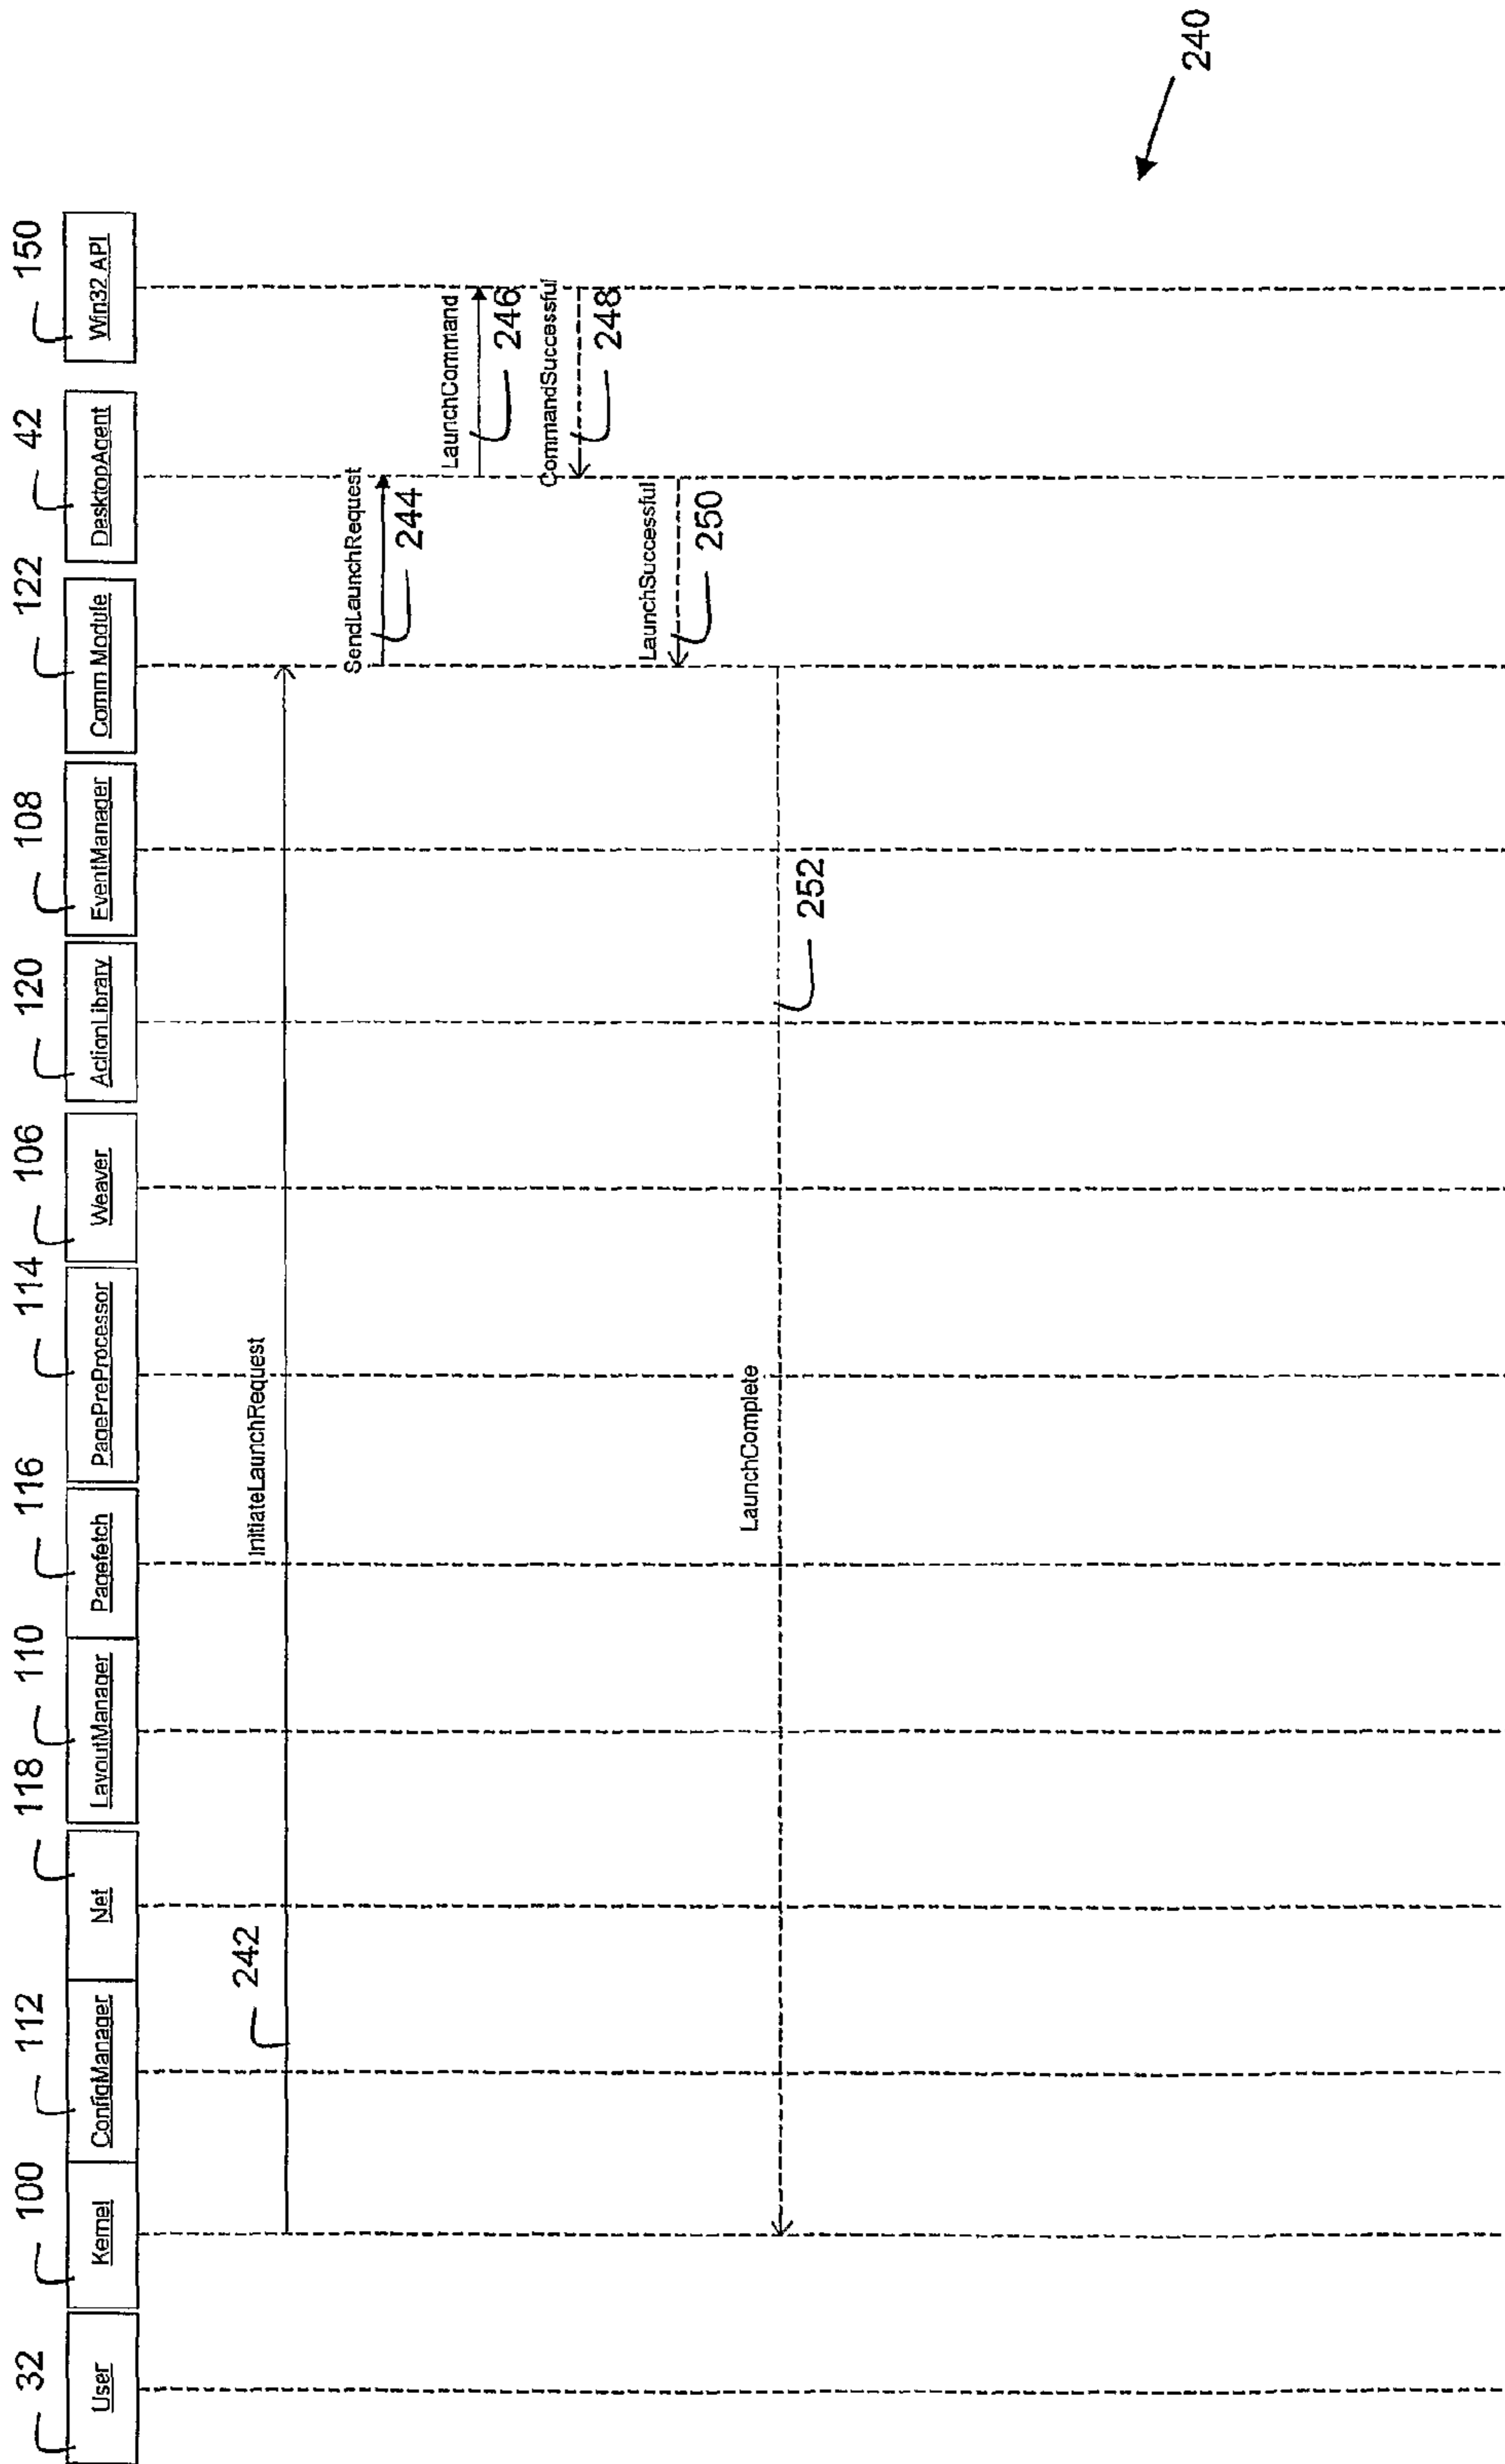 32
100
112
118
110
116
114
106
120
108
122
42
150
User
Kernel
ConfigManager
Net
LayoutManager
Pagefetch
PagePreProcessor
Weaver
ActionLibrary
EventManager
Comm Module
DesktopAgent
Win32 API
242
InitiateLaunchRequest
SendLaunchRequest
244
LaunchCommand
246
CommandSuccessful
248
LaunchSuccessful
250
LaunchComplete
252
240